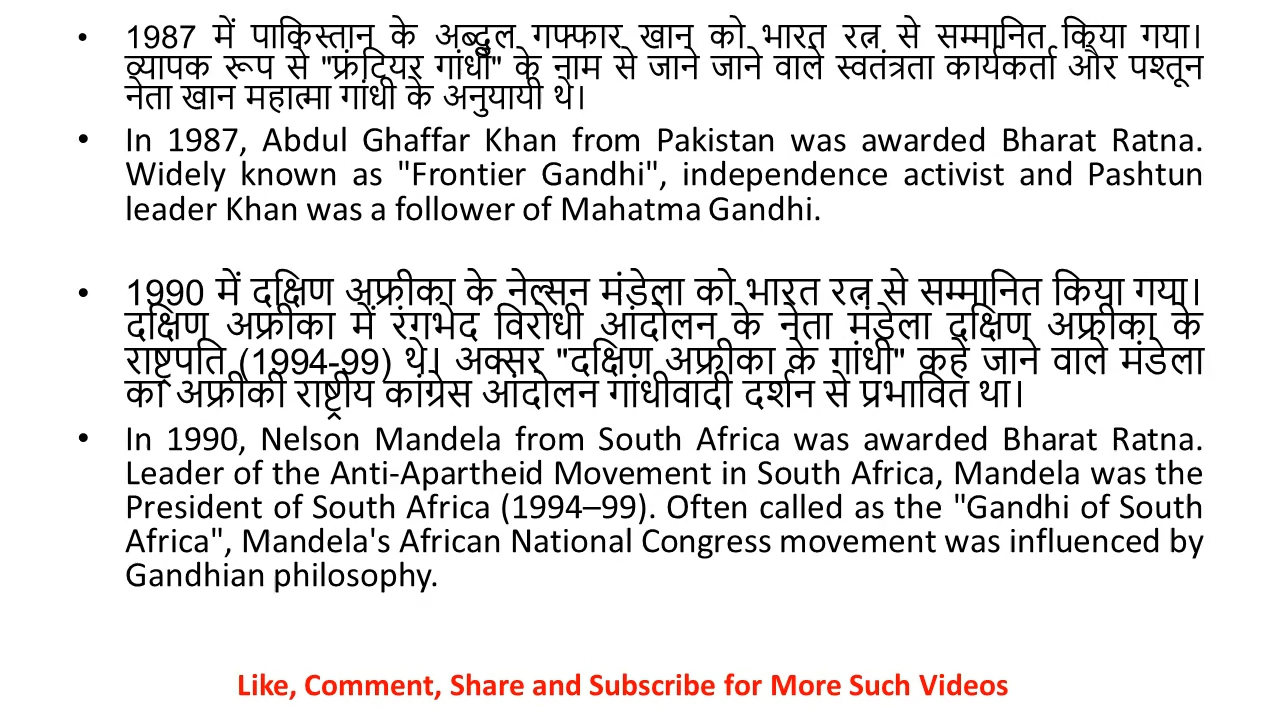 • 1987 में पाकिस्तान के अब्दुल गफ्फार खान को भारत रत्न से सम्मानित किया गया।
व्यापक रूप से "फ्रंटियर गांधी" के नाम से जाने जाने वाले स्वतंत्रता कार्यकर्ता और पश्तून
नेता खान महात्मा गांधी के अनुयायी थे।
• In 1987, Abdul Ghaffar Khan from Pakistan was awarded Bharat Ratna.
Widely known as "Frontier Gandhi", independence activist and Pashtun
leader Khan was a follower of Mahatma Gandhi.
• 1990 में दक्षिण अफ्रीका के नेल्सन मंडेला को भारत रत्न से सम्मानित किया गया।
दक्षिण अफ्रीका में रंगभेद विरोधी आंदोलन के नेता मंडेला दक्षिण अफ्रीका के
राष्ट्रपति (1994-99) थे। अक्सर "दक्षिण अफ्रीका के गांधी" कहे जाने वाले मंडेला
का अफ्रीकी राष्ट्रीय कांग्रेस आंदोलन गांधीवादी दर्शन से प्रभावित था।
• In 1990, Nelson Mandela from South Africa was awarded Bharat Ratna.
Leader of the Anti-Apartheid Movement in South Africa, Mandela was the
President of South Africa (1994–99). Often called as the "Gandhi of South
Africa", Mandela's African National Congress movement was influenced by
Gandhian philosophy.
Like, Comment, Share and Subscribe for More Such Videos